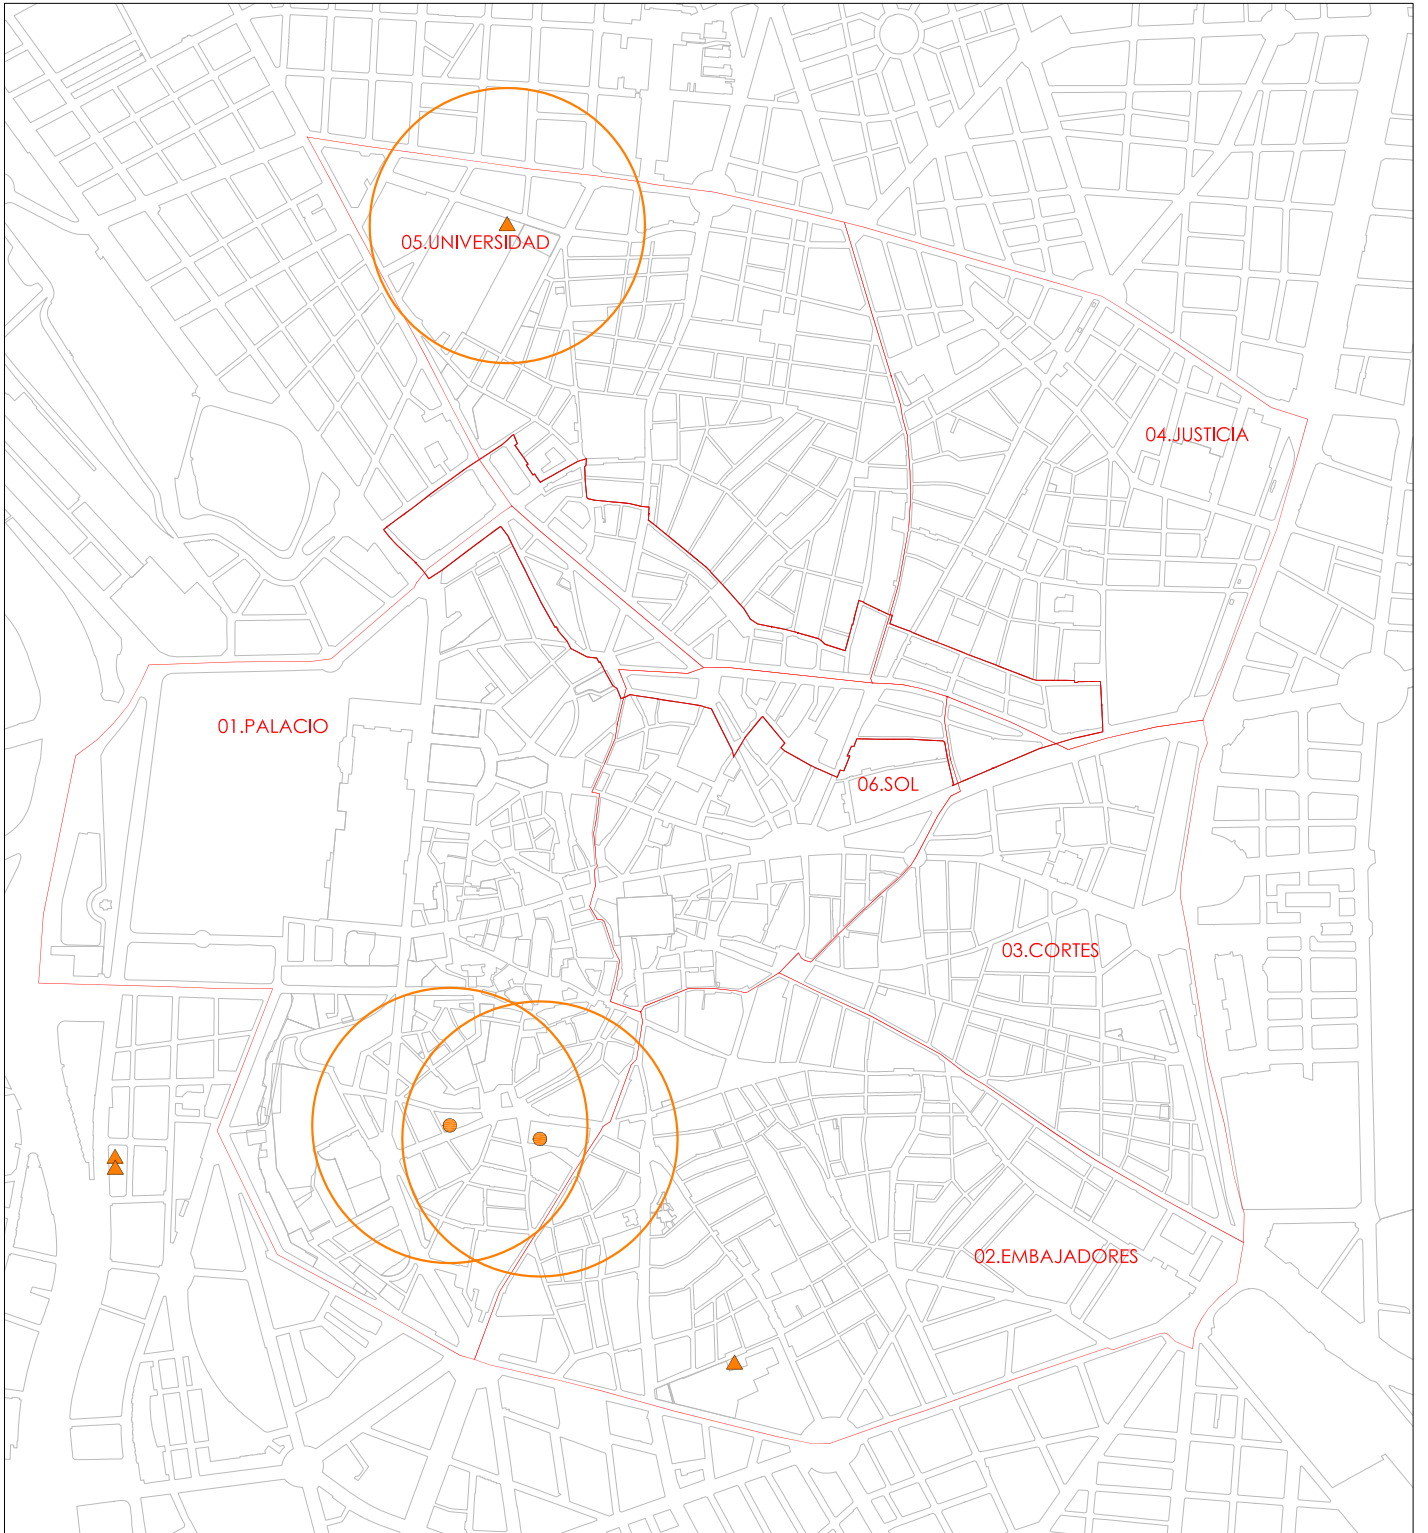 05.UNIVERSIDAD
04.JUSTICIA
01.PALACIO
06.SOL
03.CORTES
02.EMBAJADORES